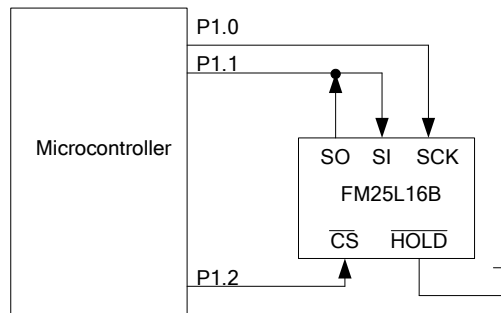 P1.0
P1.1
Microcontroller
SO SI SCK
FM25L16B
CS HOLD
P1.2